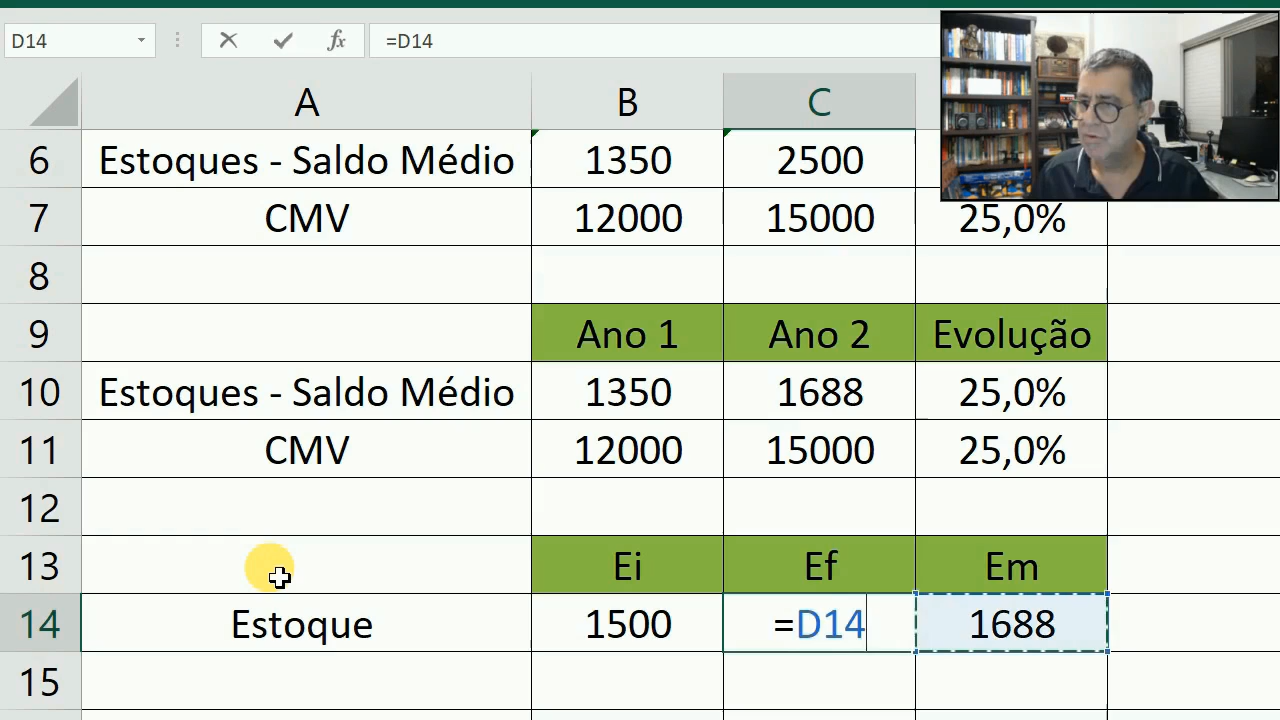 D14 fx =D14
A B C
6 Estoques - Saldo Médio 1350 2500
7 CMV 12000 15000 25,0%
8
9 Ano 1 Ano 2 Evolução
10 Estoques - Saldo Médio 1350 1688 25,0%
11 CMV 12000 15000 25,0%
12
13 Ei Ef Em
14 Estoque 1500 =D14 1688
15